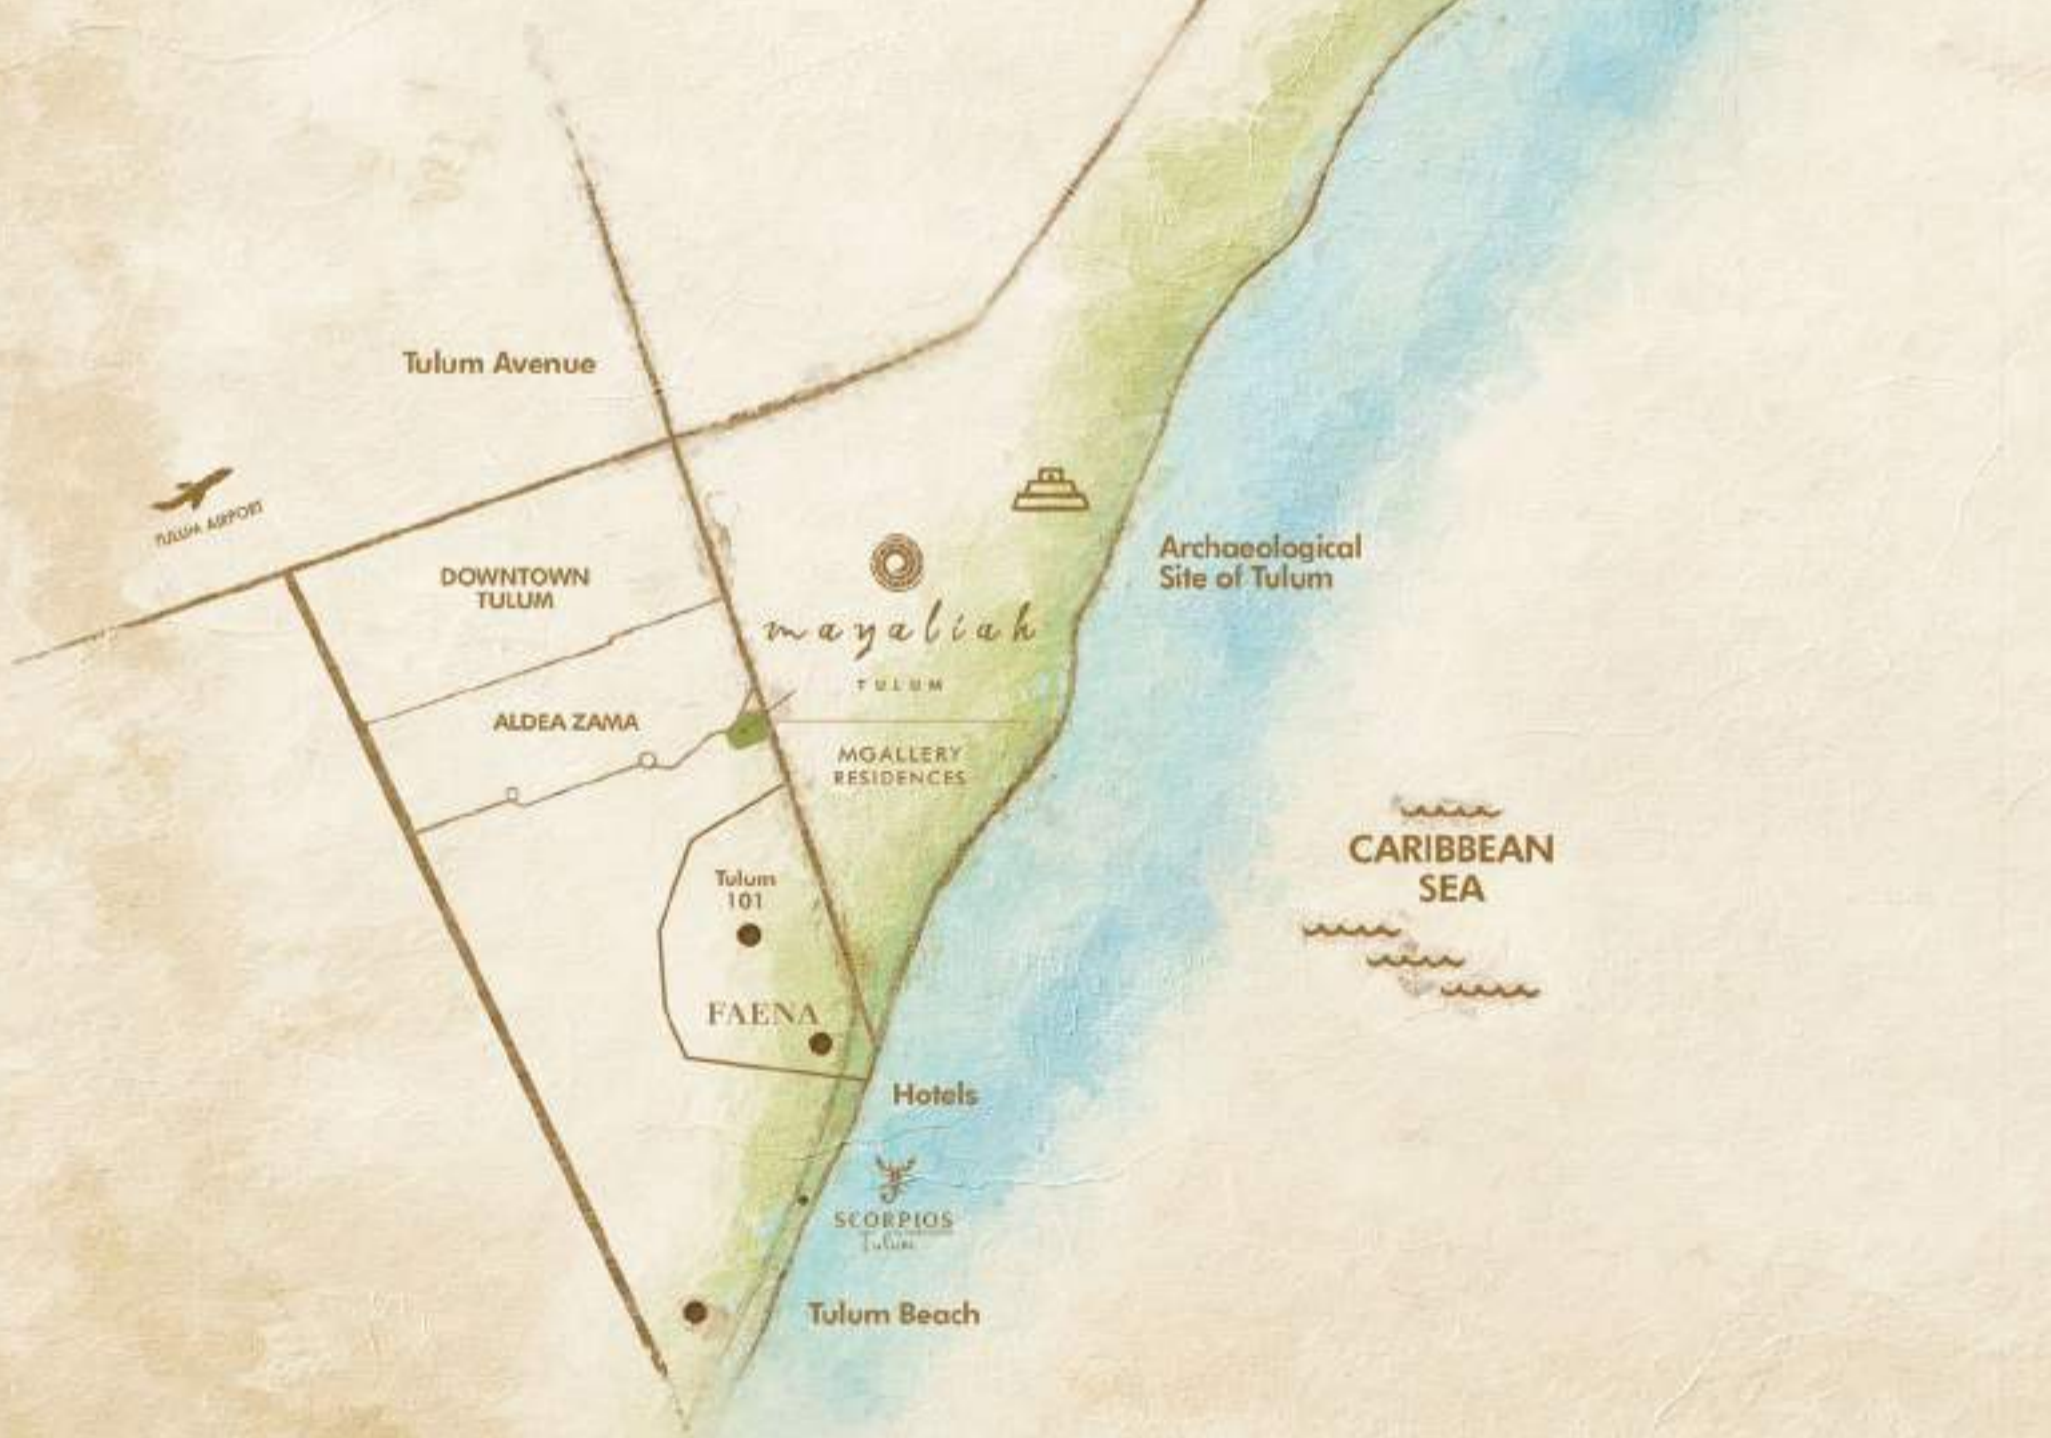 Tulum Avenue
TULUM AIRPORT
DOWNTOWN
TULUM
Archaeological
Site of Tulum
mayaliah
TULUM
ALDEA ZAMA
MGALLERY
RESIDENCES
CARIBBEAN
SEA
Tulum
101
FAENA
Hotels
SCORPIOS
Tulum
Tulum Beach